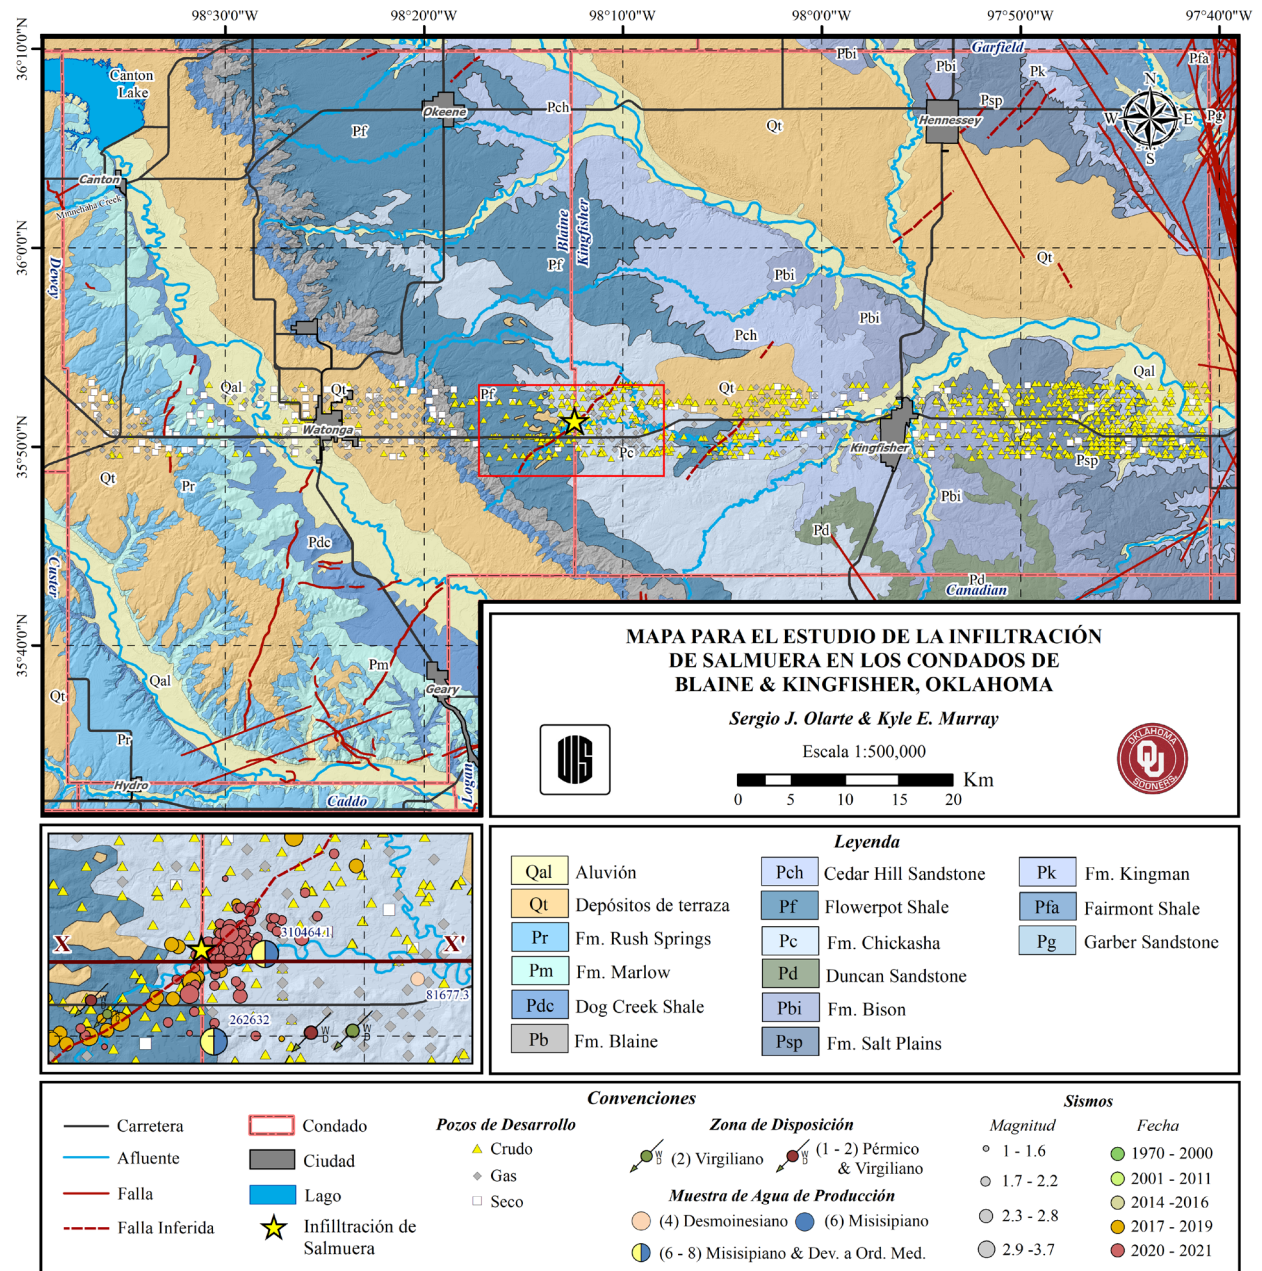 98°30'0"W 98°20'0"W 98°10'0"W 98°0'0"W 97°50'0"W 97°40'0"W
36°10'0"N
36°0'0"N
35°50'0"N
35°40'0"N
Garfield
Canton
Lake
Pbi
Pbi
Pk
Pfa
N
W
E
S
Okeene
Pch
Psp
Pg
Hennessey
Pf
Qt
Canton
Minnehaha Creek
Blaine
Kingfisher
Dewey
Pf
Pbi
Qt
Pbi
Pch
Qal
Qt
Pf
Qt
Qal
Watonga
Pc
Kingfisher
Psp
Qt
Pr
Pbi
Pdc
Pd
Custer
Pd
Canadian
Pm
Qal
Qt
Geary
Pr
Hydro
Caddo
MAPA PARA EL ESTUDIO DE LA INFILTRACIÓN
DE SALMUERA EN LOS CONDADOS DE
BLAINE & KINGFISHER, OKLAHOMA
Sergio J. Olarte & Kyle E. Murray
Escala 1:500,000
UIS
OKLAHOMA
OU
SOONERS
Km
0 5 10 15 20
X
X'
310464.1
81677.3
262632
W
D
W
D
Leyenda
Qal Aluvión
Qt Depósitos de terraza
Pr Fm. Rush Springs
Pm Fm. Marlow
Pdc Dog Creek Shale
Pb Fm. Blaine
Pch Cedar Hill Sandstone
Pf Flowerpot Shale
Pc Fm. Chickasha
Pd Duncan Sandstone
Pbi Fm. Bison
Psp Fm. Salt Plains
Pk Fm. Kingman
Pfa Fairmont Shale
Pg Garber Sandstone
Convenciones
Carretera
Afluente
Falla
Falla Inferida
Condado
Ciudad
Lago
Infilltración de
Salmuera
Pozos de Desarrollo
Crudo
Gas
Seco
Zona de Disposición
W
D
(2) Virgiliano
W
D
(1 - 2) Pérmico
& Virgiliano
Muestra de Agua de Producción
(4) Desmoinesiano
(6) Misisipiano
(6 - 8) Misisipiano & Dev. a Ord. Med.
Sismos
Magnitud
1 - 1.6
1.7 - 2.2
2.3 - 2.8
2.9 -3.7
Fecha
1970 - 2000
2001 - 2011
2014 -2016
2017 - 2019
2020 - 2021